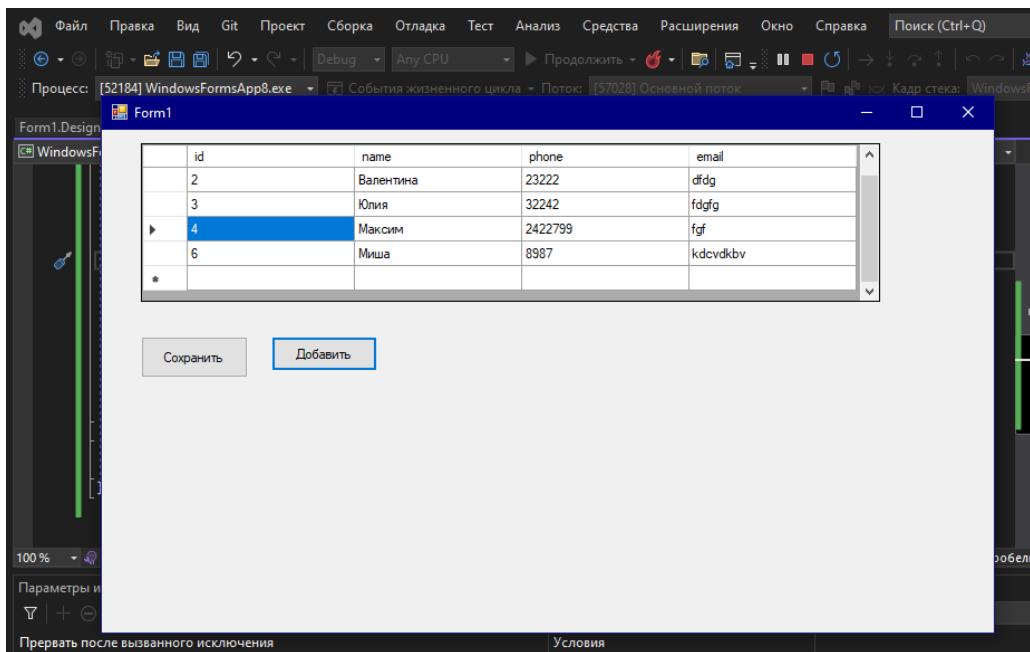 Файл Правка Вид Git Проект Сборка Отладка Тест Анализ Средства Расширения Окно Справка Поиск (Ctrl+Q)
Debug Any CPU Продолжить
Процесс: [52184] WindowsFormsApp8.exe События жизненного цикла Поток: [57028] Основной поток Кадр стека: WindowsF
Form1
Form1.Design
WindowsF
id name phone email
2 Валентина 23222 dfdg
3 Юлия 32242 fdgfg
4 Максим 2422799 fgf
6 Миша 8987 kdcvdkbv
Сохранить Добавить
100 % робел
Параметры и
Прервать после вызванного исключения Условия